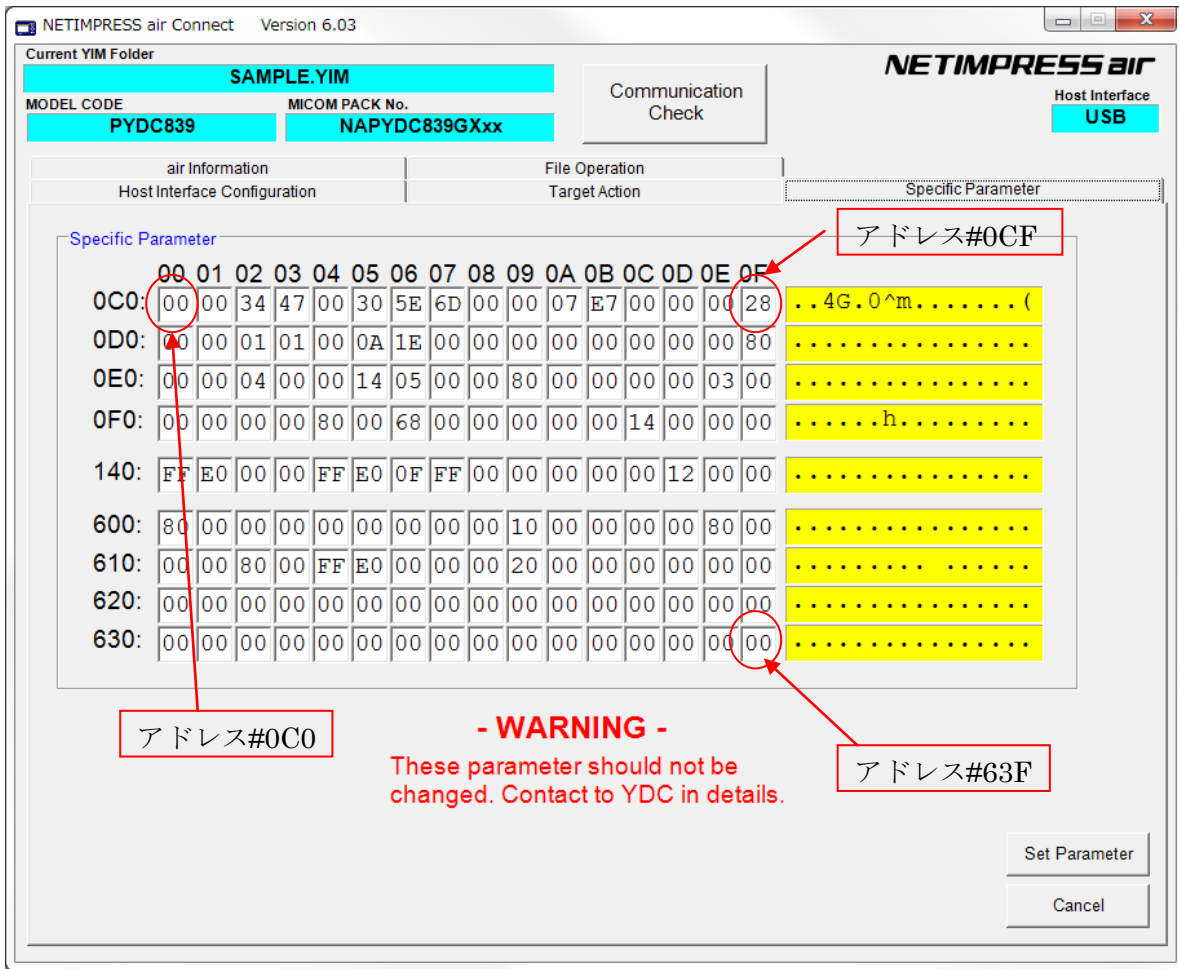 NETIMPRESS air Connect Version 6.03
Current YIM Folder
SAMPLE.YIM
MODEL CODE
MICOM PACK No.
PYDC839
NAPYDC839GXxx
Communication
Check
NETIMPRESS air
Host Interface
USB
air Information
File Operation
Host Interface Configuration
Target Action
Specific Parameter
Specific Parameter
アドレス#0CF
00 01 02 03 04 05 06 07 08 09 0A 0B 0C 0D 0E 0F
0C0: 00 00 34 47 00 30 5E 6D 00 00 07 E7 00 00 00 28 ..4G.0^m.......(
0D0: 00 00 01 01 00 0A 1E 00 00 00 00 00 00 00 00 80 ................
0E0: 00 00 04 00 00 14 05 00 00 80 00 00 00 00 03 00 ................
0F0: 00 00 00 00 80 00 68 00 00 00 00 00 14 00 00 00 ......h.........
140: FF E0 00 00 FF E0 0F FF 00 00 00 00 00 12 00 00 ................
600: 80 00 00 00 00 00 00 00 00 10 00 00 00 00 80 00 ................
610: 00 00 80 00 FF E0 00 00 00 20 00 00 00 00 00 00 ......... ......
620: 00 00 00 00 00 00 00 00 00 00 00 00 00 00 00 00 ................
630: 00 00 00 00 00 00 00 00 00 00 00 00 00 00 00 00 ................
アドレス#0C0
- WARNING -
These parameter should not be
changed. Contact to YDC in details.
アドレス#63F
Set Parameter
Cancel